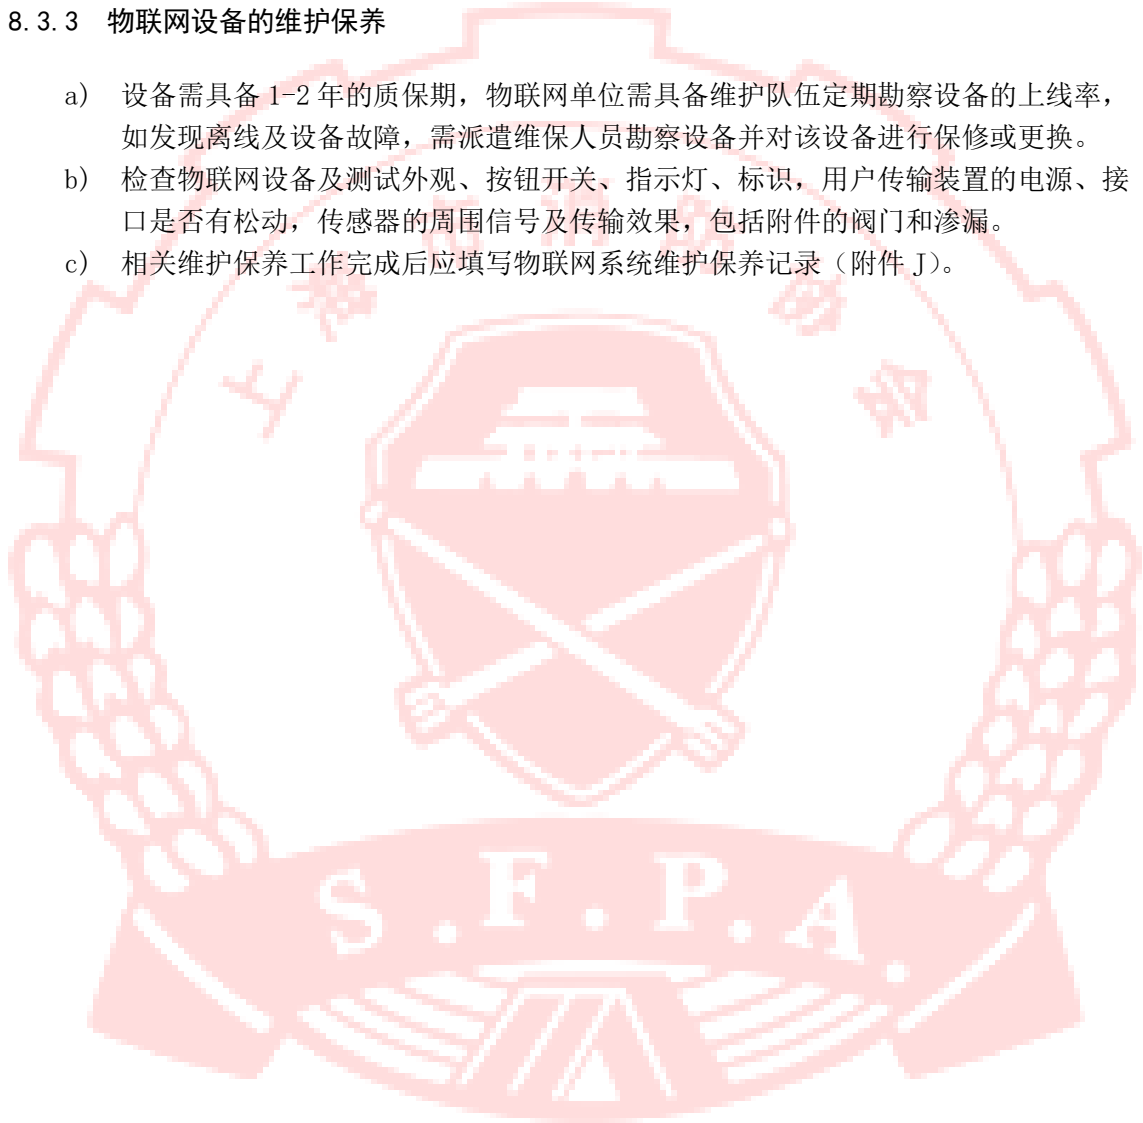 8.3.3 物联网设备的维护保养
a) 设备需具备 1-2 年的质保期，物联网单位需具备维护队伍定期勘察设备的上线率，
如发现离线及设备故障，需派遣维保人员勘察设备并对该设备进行保修或更换。
b) 检查物联网设备及测试外观、按钮开关、指示灯、标识，用户传输装置的电源、接
口是否有松动，传感器的周围信号及传输效果，包括附件的阀门和渗漏。
c) 相关维护保养工作完成后应填写物联网系统维护保养记录（附件 J）。
上海市消防协会
S.F.P.A.